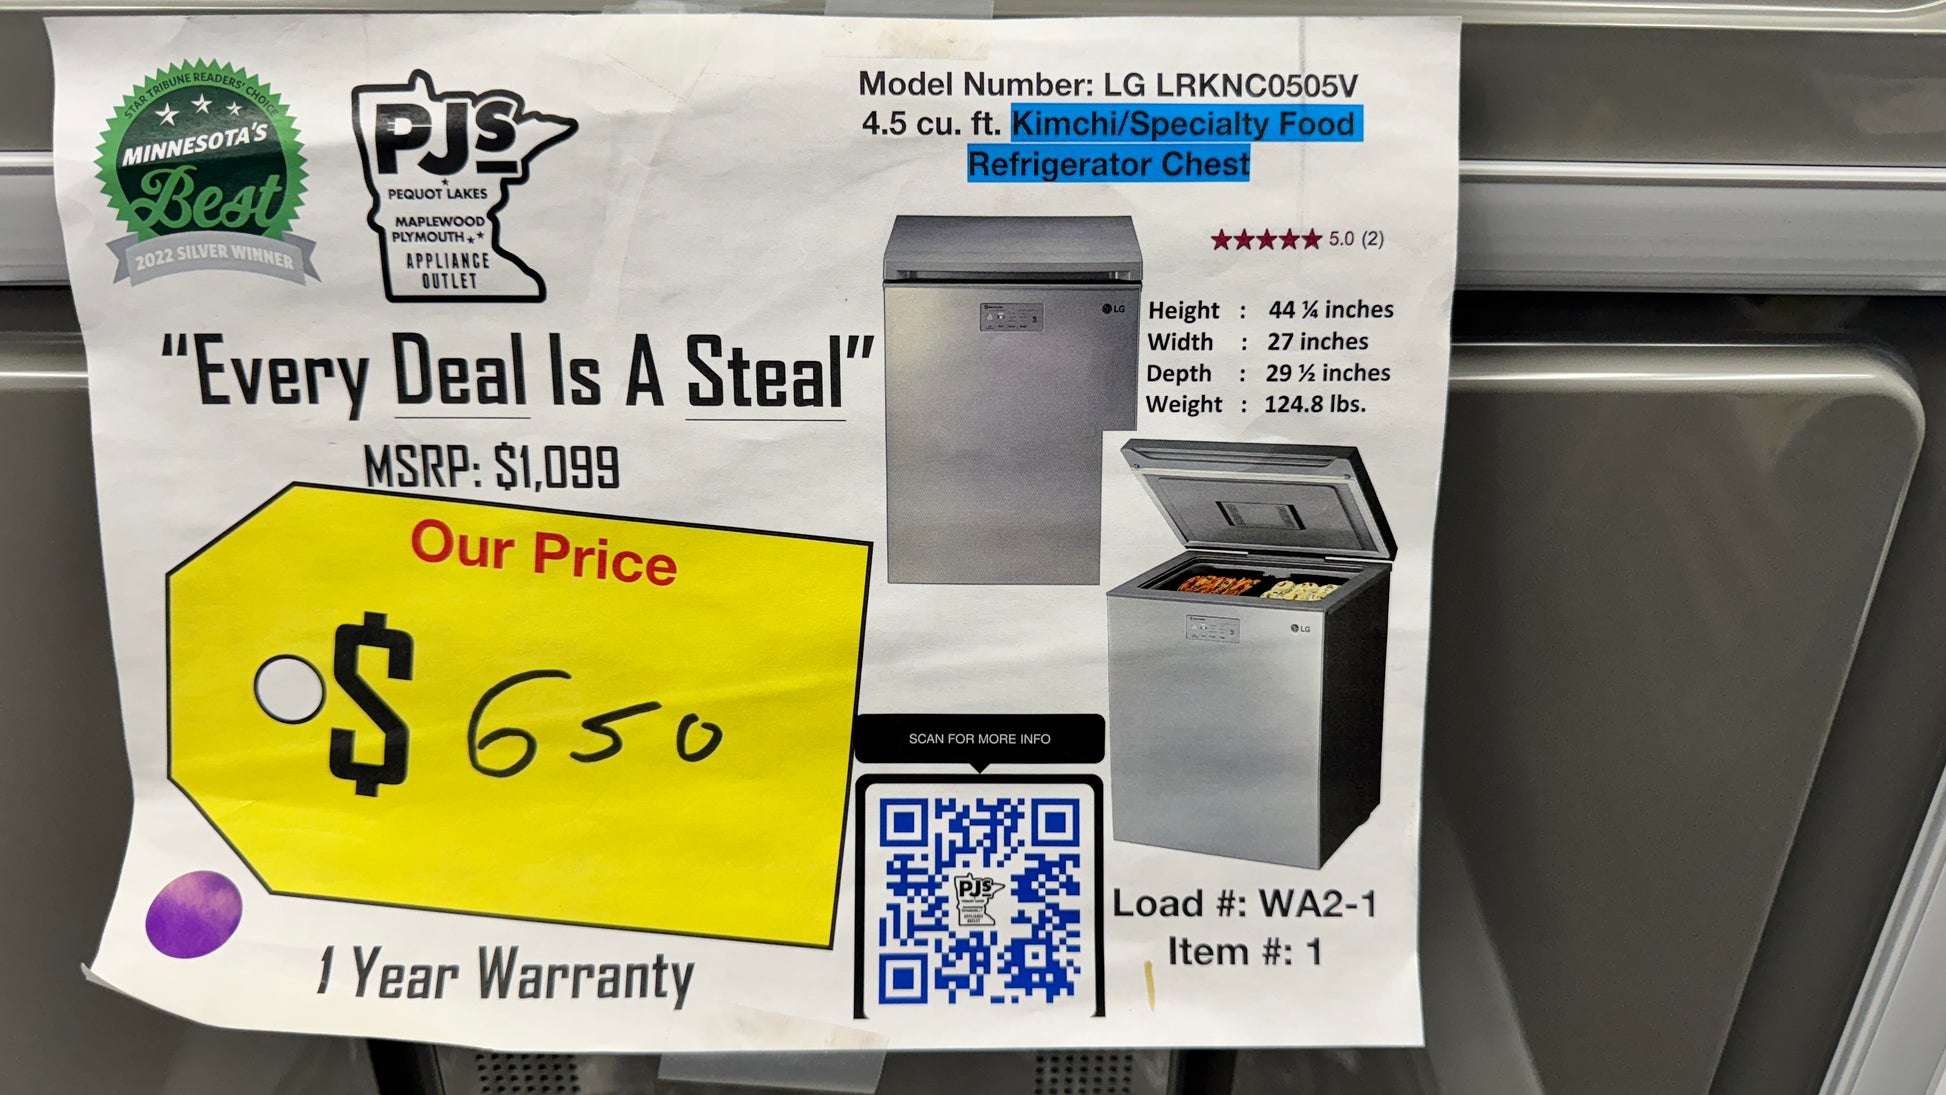 STAR TRIBUNE READERS' CHOICE
MINNESOTA'S
Best
2022 SILVER WINNER
PJS
PEQUOT LAKES
MAPLEWOOD
PLYMOUTH
APPLIANCE
OUTLET
"Every Deal Is A Steal"
MSRP: $1,099
Our Price
$ 650
1 Year Warranty
Model Number: LG LRKNC0505V
4.5 cu. ft. Kimchi/Specialty Food
Refrigerator Chest
5.0 (2)
LG
Height : 44 ¼ inches
Width : 27 inches
Depth : 29 ½ inches
Weight : 124.8 lbs.
LG
SCAN FOR MORE INFO
PJS
Load #: WA2-1
Item #: 1